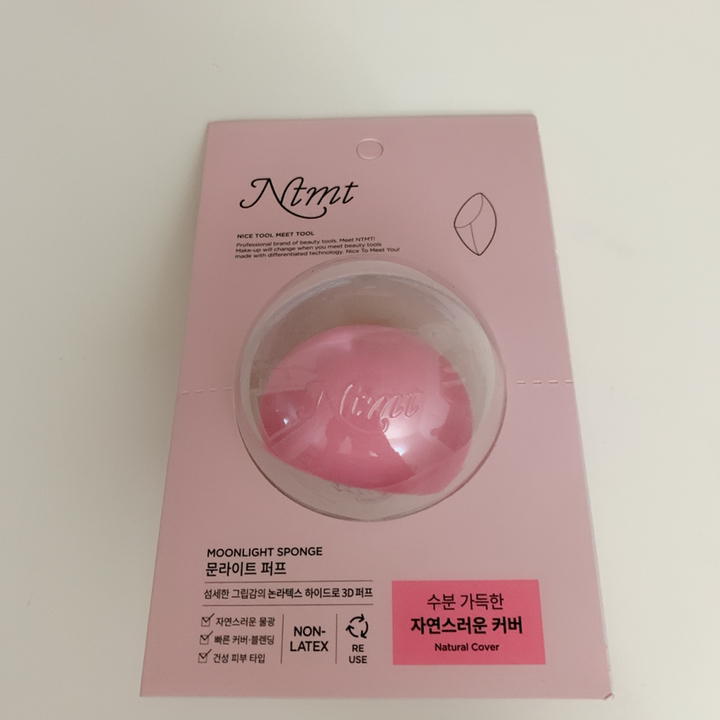 Ntmt
NICE TOOL MEET TOOL
Professional brand of beauty tools. Meet NTMT!
Make-up will change when you meet beauty tools
made with differentiated technology. Nice To Meet You!
Ntmt
MOONLIGHT SPONGE
문라이트 퍼프
섬세한 그립감의 논라텍스 하이드로 3D 퍼프
자연스러운 물광
빠른 커버·블렌딩
건성 피부 타입
NON-
LATEX
RE
USE
수분 가득한
자연스러운 커버
Natural Cover